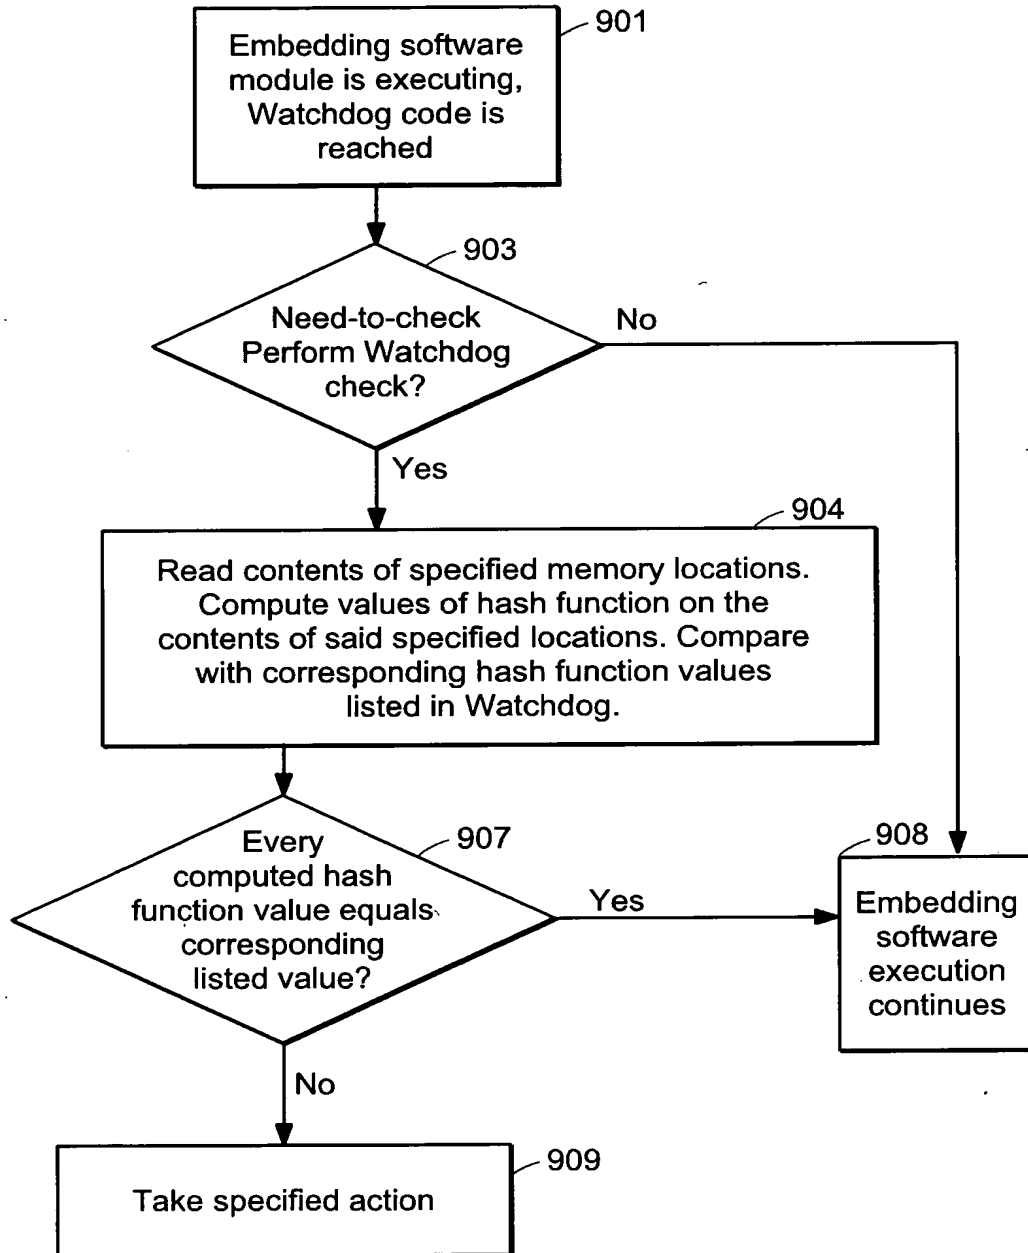 901
Embedding software
module is executing,
Watchdog code is
reached
903
Need-to-check
Perform Watchdog
check?
No
Yes
904
Read contents of specified memory locations.
Compute values of hash function on the
contents of said specified locations. Compare
with corresponding hash function values
listed in Watchdog.
907
Every
computed hash
function value equals
corresponding
listed value?
Yes
908
Embedding
software
execution
continues
No
909
Take specified action